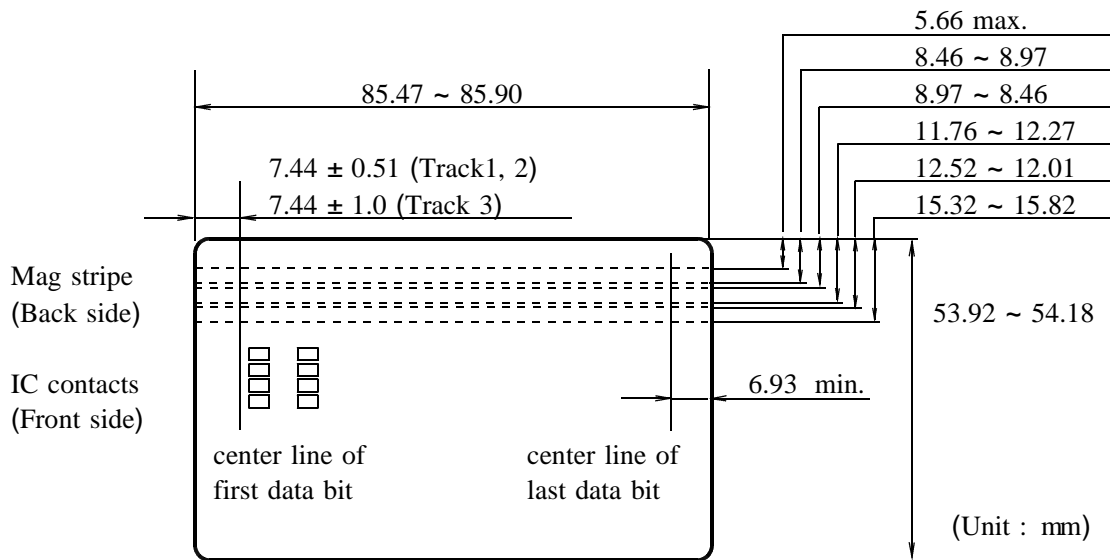 5.66 max.
8.46 ~ 8.97
85.47 ~ 85.90
8.97 ~ 8.46
11.76 ~ 12.27
7.44 ± 0.51 (Track1, 2)
12.52 ~ 12.01
7.44 ± 1.0 (Track 3)
15.32 ~ 15.82
Mag stripe
(Back side)
53.92 ~ 54.18
IC contacts
(Front side)
6.93 min.
center line of
first data bit
center line of
last data bit
(Unit : mm)